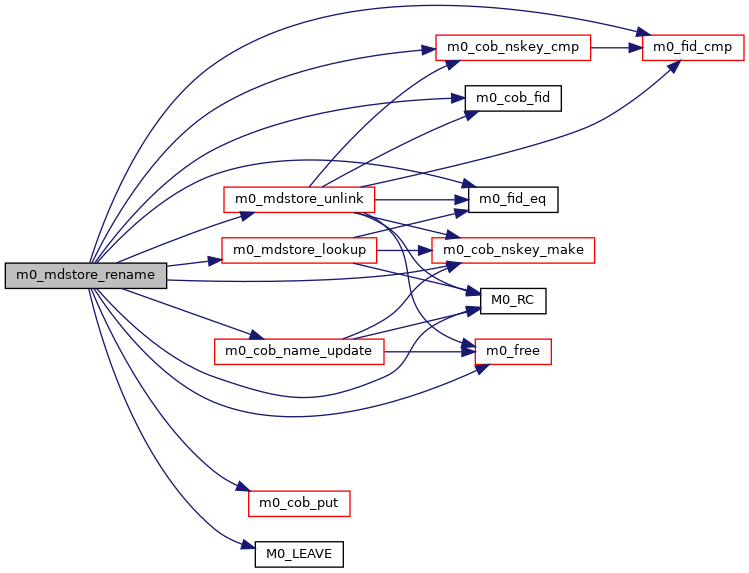 m0_cob_nskey_cmp
m0_fid_cmp
m0_cob_fid
m0_mdstore_unlink
m0_fid_eq
m0_mdstore_lookup
m0_cob_nskey_make
m0_mdstore_rename
M0_RC
m0_cob_name_update
m0_free
m0_cob_put
M0_LEAVE